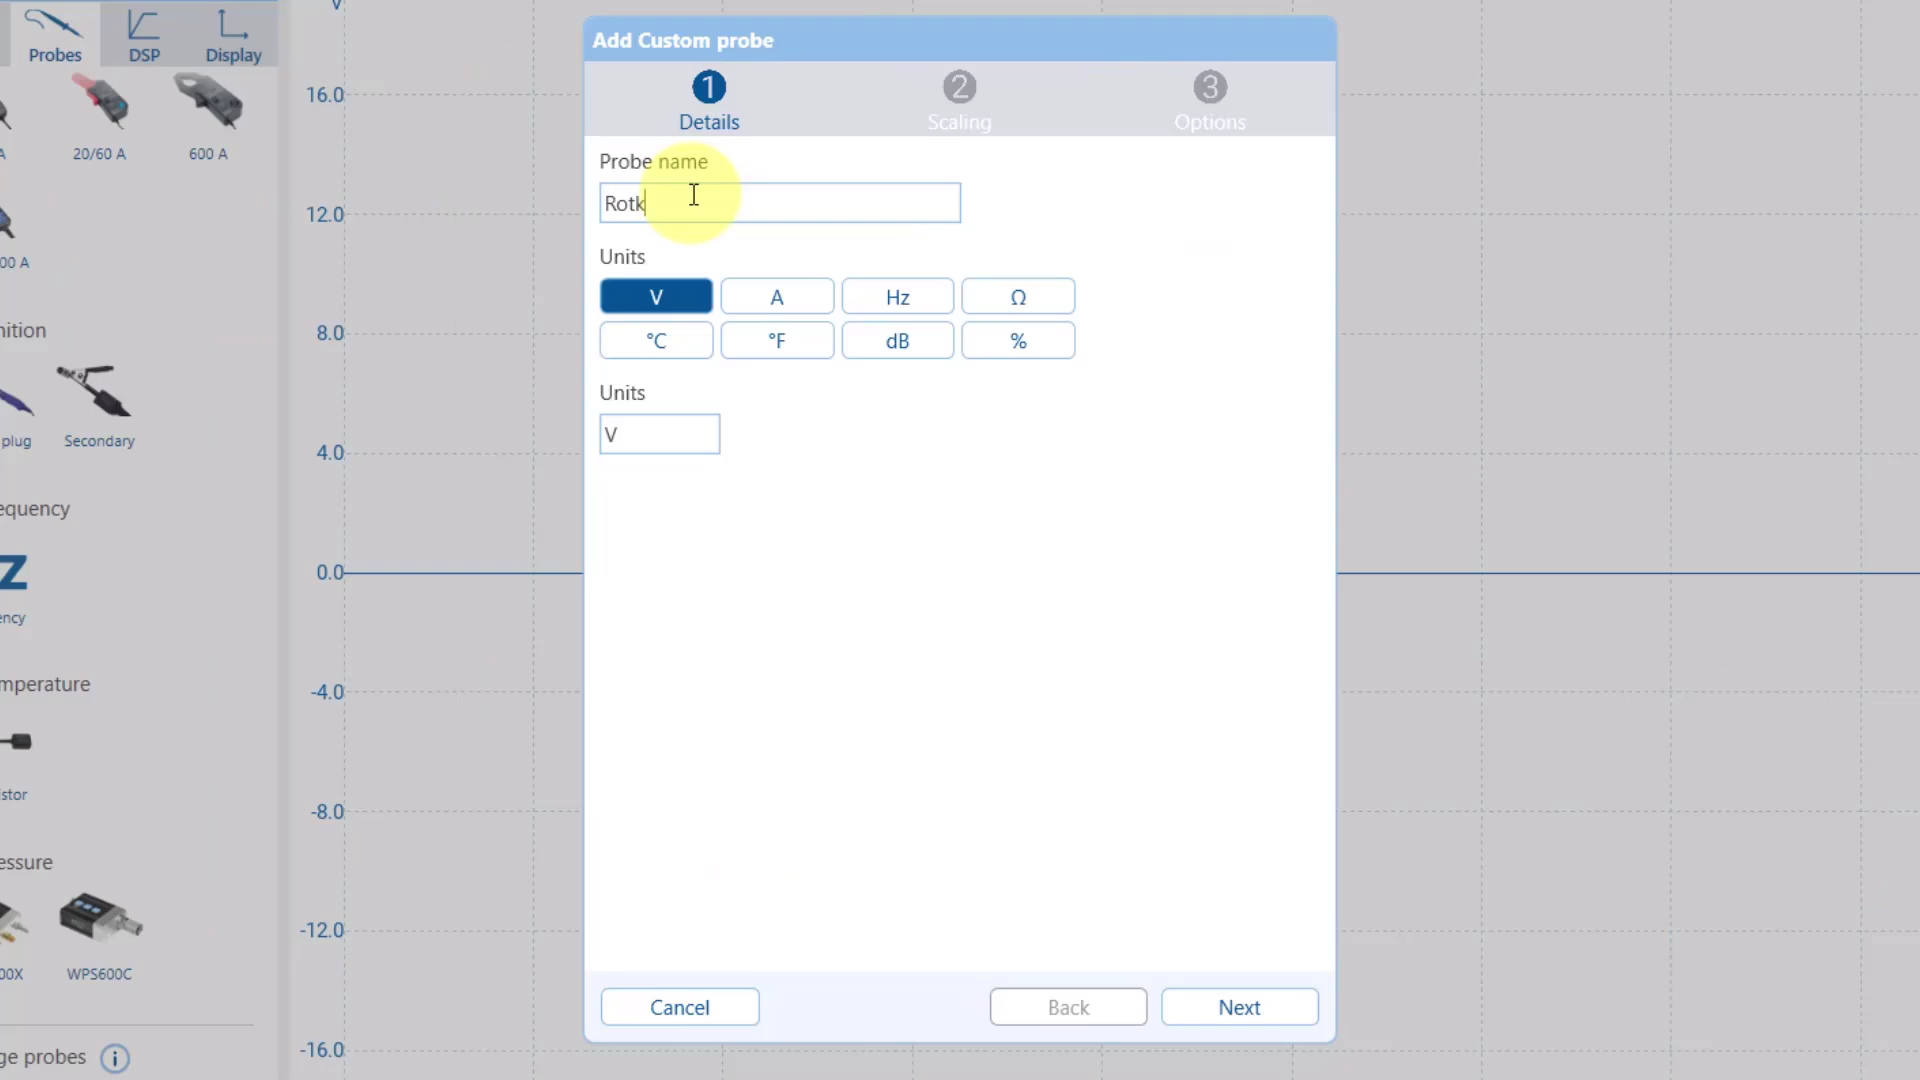 V
Probes
DSP
Display
A
20/60 A
600 A
00 A
nition
plug
Secondary
equency
z
ency
mperature
stor
essure
00X
WPS600C
ge probes
i
16.0
12.0
8.0
4.0
0.0
-4.0
-8.0
-12.0
-16.0
Add Custom probe
1
2
3
Details
Scaling
Options
Probe name
Rotk
Units
V
A
Hz
Ω
°C
°F
dB
%
Units
V
Cancel
Back
Next